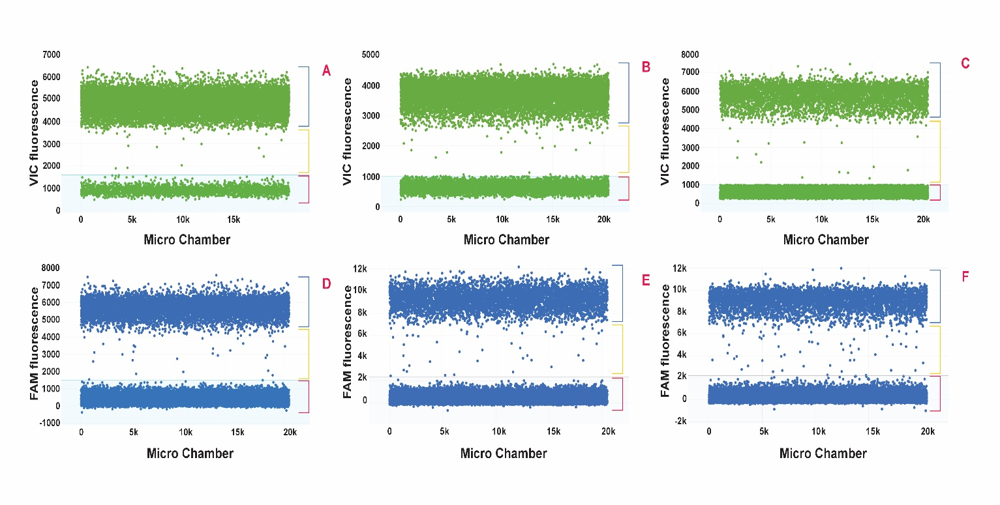 A
7000
6000
5000
4000
3000
2000
1000
0
VIC fluorescence
0 5k 10k 15k
Micro Chamber
B
5000
4000
3000
2000
1000
0
VIC fluorescence
0 5k 10k 15k 20k
Micro Chamber
C
8000
7000
6000
5000
4000
3000
2000
1000
0
VIC fluorescence
0 5k 10k 15k 20k
Micro Chamber
D
8000
7000
6000
5000
4000
3000
2000
1000
0
-1000
FAM fluorescence
0 5k 10k 15k 20k
Micro Chamber
E
12k
10k
8k
6k
4k
2k
0
FAM fluorescence
0 5k 10k 15k 20k
Micro Chamber
F
12k
10k
8k
6k
4k
2k
0
-2k
FAM fluorescence
0 5k 10k 15k 20k
Micro Chamber